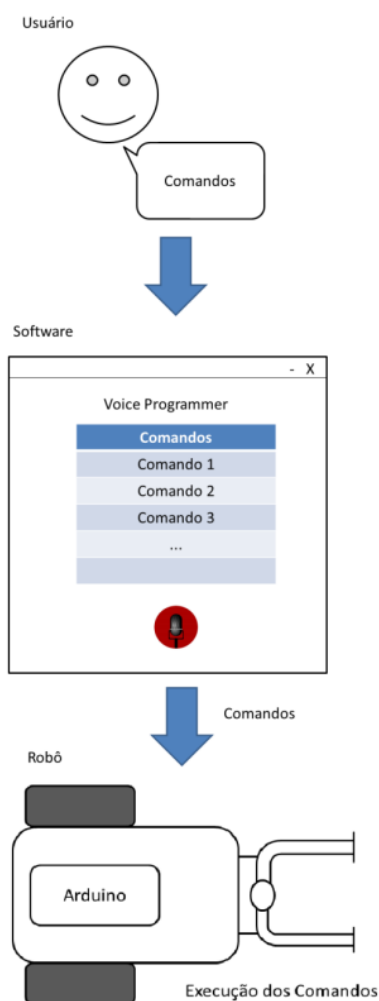 Usuário
Comandos
Software
- X
Voice Programmer
Comandos
Comando 1
Comando 2
Comando 3
...
Comandos
Robô
Arduino
Execução dos Comandos